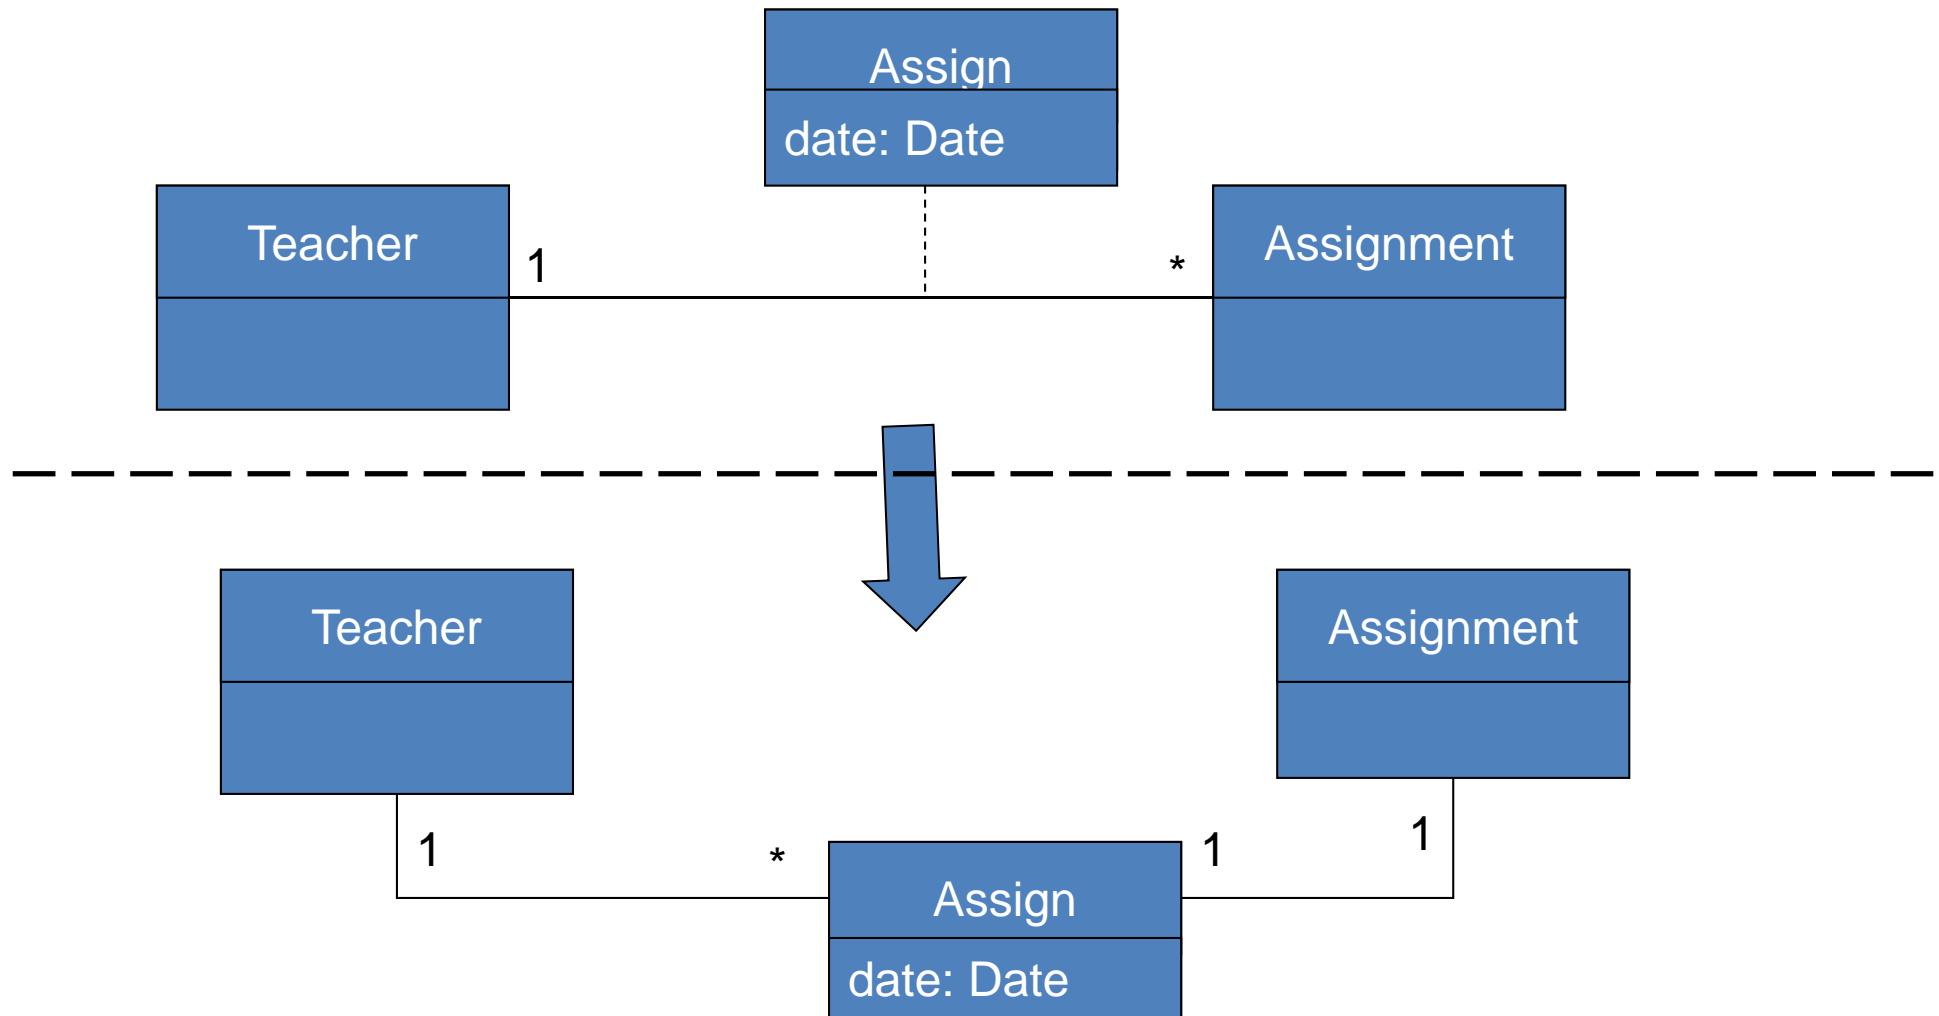 Assign
date: Date
Teacher
1
*
Assignment
Teacher
Assignment
1
*
1
1
Assign
date: Date